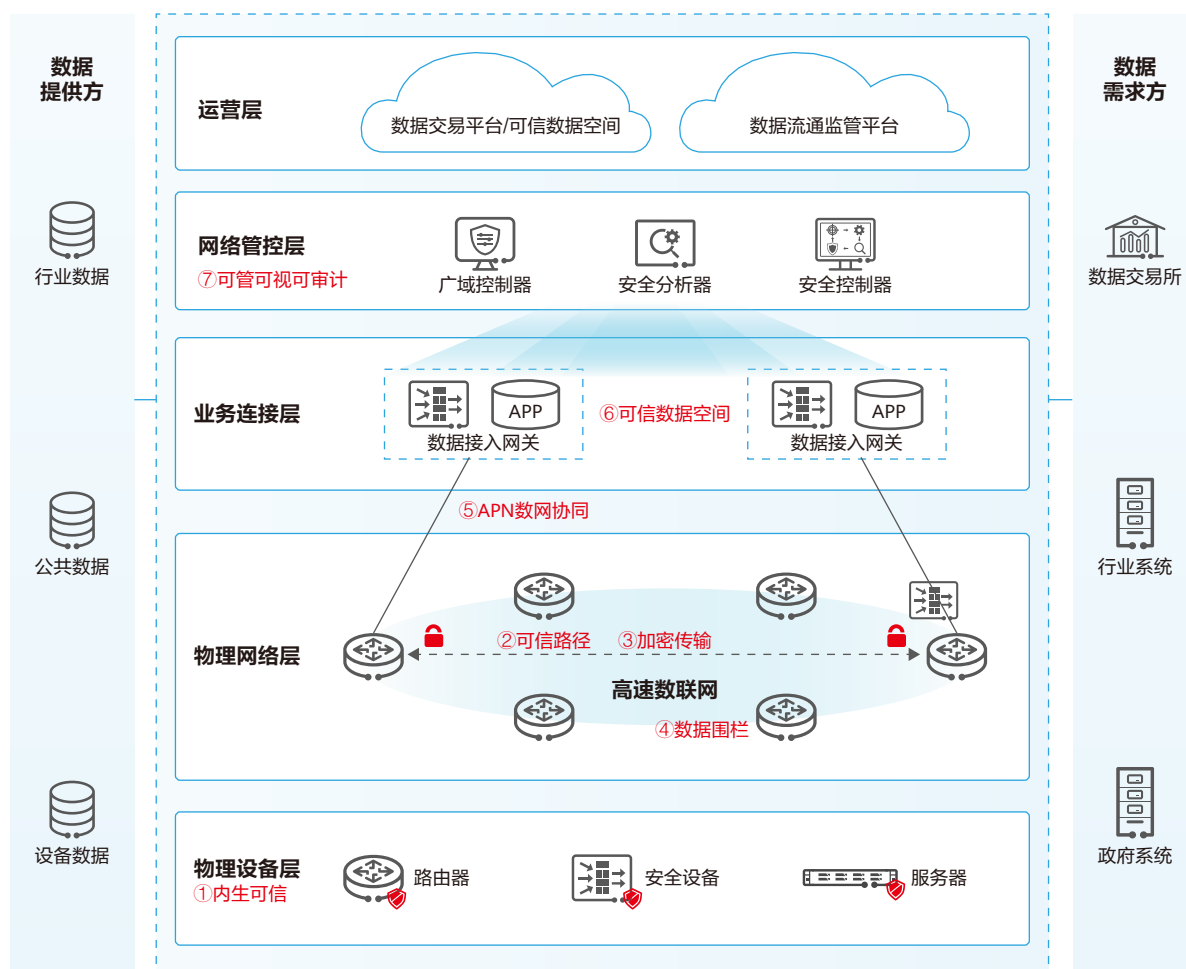 数据
提供方
行业数据
公共数据
设备数据
运营层
数据交易平台/可信数据空间
数据流通监管平台
网络管控层
⑦可管可视可审计
广域控制器
安全分析器
安全控制器
业务连接层
APP
数据接入网关
⑥可信数据空间
APP
数据接入网关
⑤APN数网协同
物理网络层
②可信路径
③加密传输
高速数联网
④数据围栏
物理设备层
①内生可信
路由器
安全设备
服务器
数据
需求方
数据交易所
行业系统
政府系统